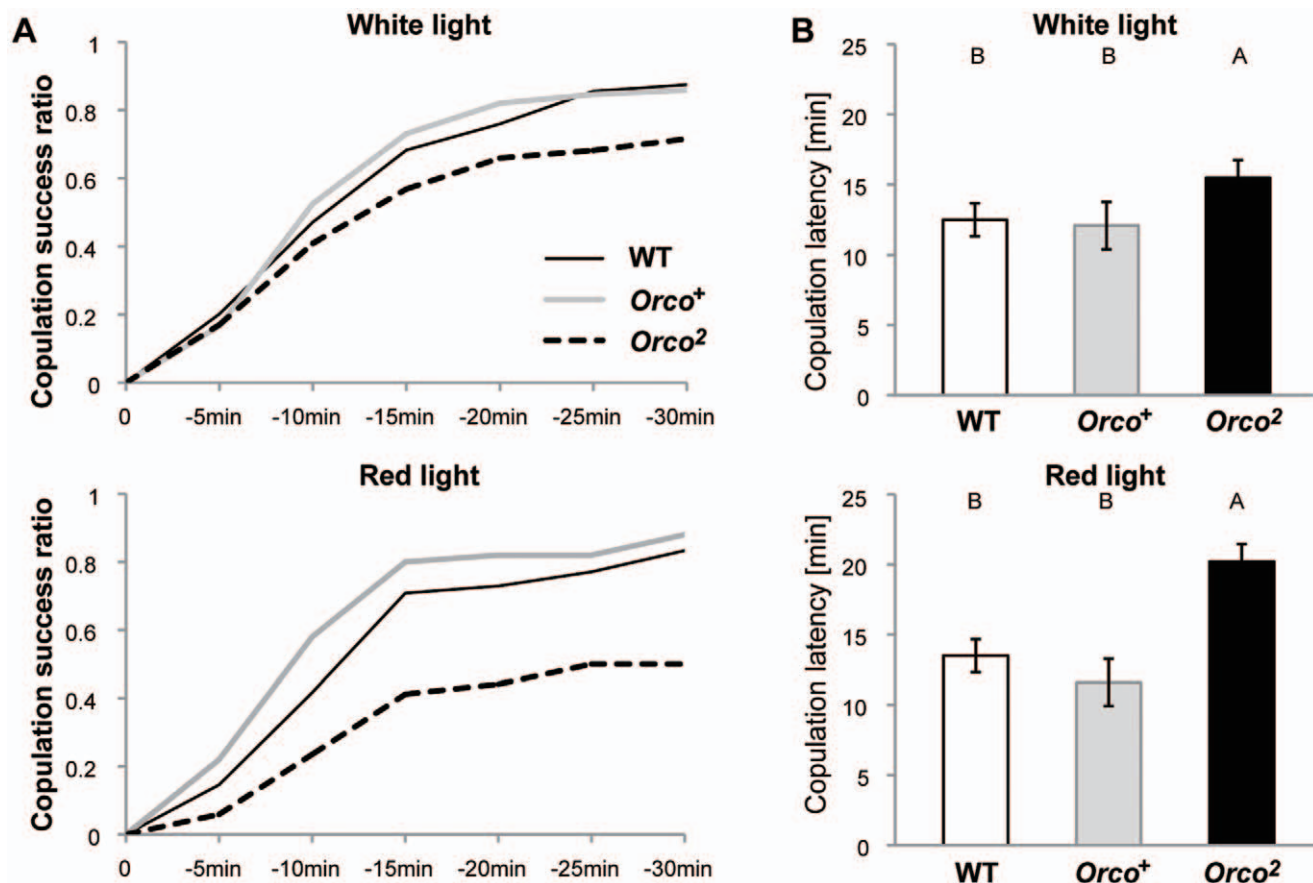 A
White light
Copulation success ratio
1
0.8
0.6
0.4
0.2
0
0 -5min -10min -15min -20min -25min -30min
WT
Orco⁺
Orco²
B
White light
Copulation latency [min]
25
20
15
10
5
0
B B A
WT Orco⁺ Orco²
Red light
Copulation success ratio
1
0.8
0.6
0.4
0.2
0
0 -5min -10min -15min -20min -25min -30min
Red light
Copulation latency [min]
25
20
15
10
5
0
B B A
WT Orco⁺ Orco²